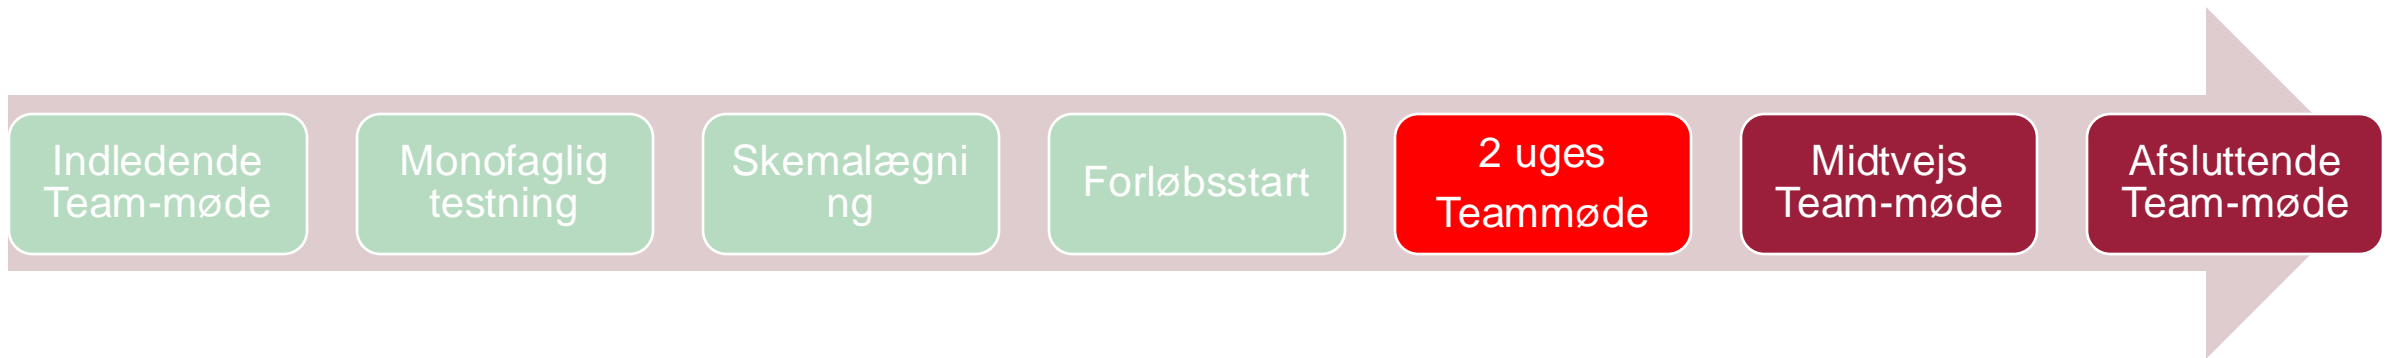 Indledende
Team-møde
Monofaglig
testning
Skemalægni
ng
Forløbsstart
2 uges
Teammøde
Midtvejs
Team-møde
Afsluttende
Team-møde